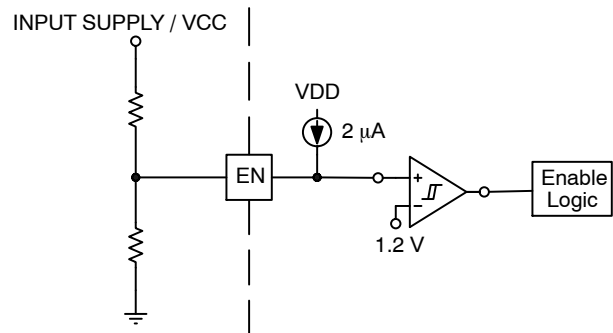 INPUT SUPPLY / VCC
VDD
2 μA
EN
+
−
1.2 V
Enable
Logic